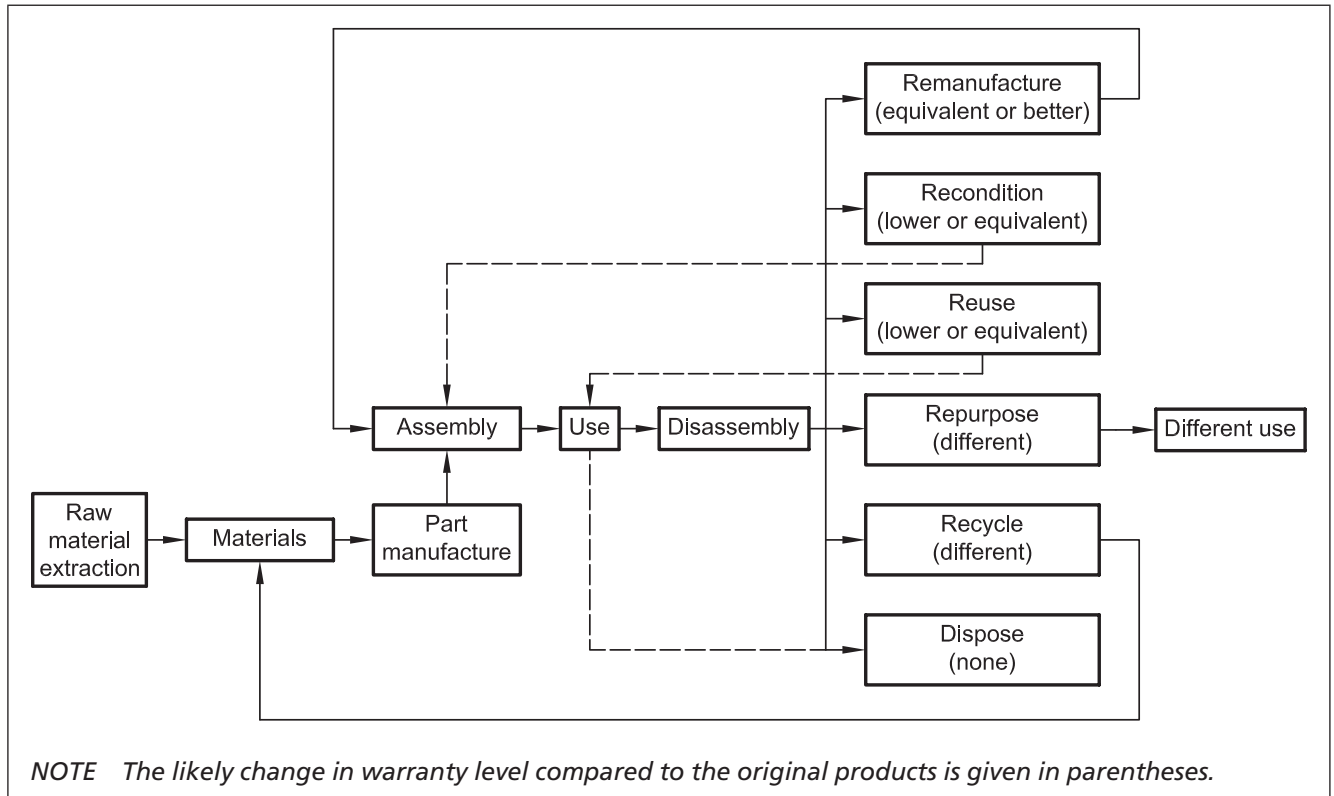 Remanufacture
(equivalent or better)
Recondition
(lower or equivalent)
Reuse
(lower or equivalent)
Assembly
Use
Disassembly
Repurpose
(different)
Different use
Raw
material
extraction
Materials
Part
manufacture
Recycle
(different)
Dispose
(none)
NOTE The likely change in warranty level compared to the original products is given in parentheses.